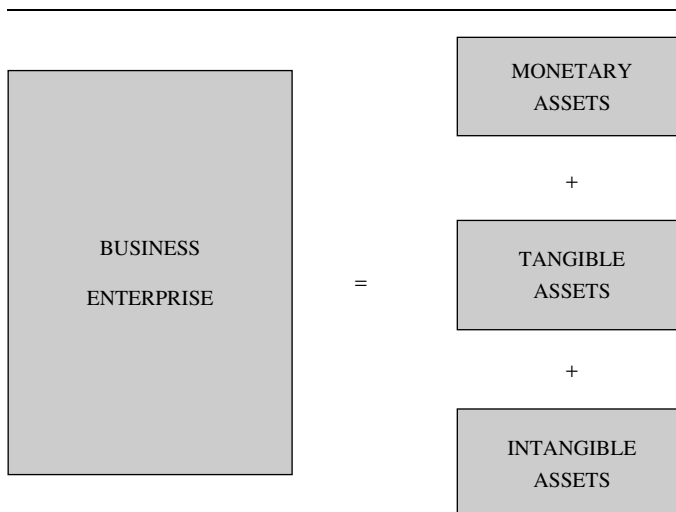 BUSINESS
ENTERPRISE
=
MONETARY
ASSETS
+
TANGIBLE
ASSETS
+
INTANGIBLE
ASSETS